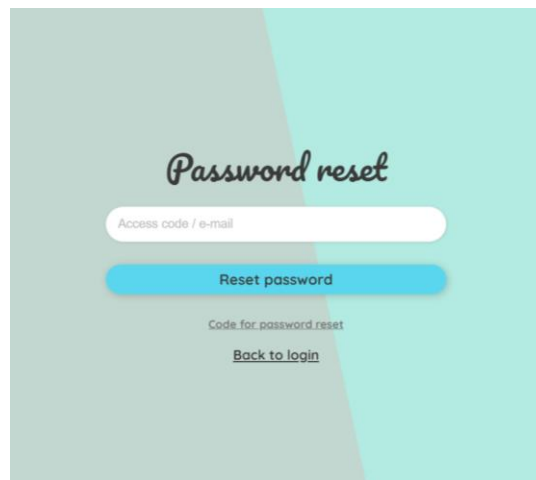 Password reset
Access code / e-mail
Reset password
Code for password reset
Back to login